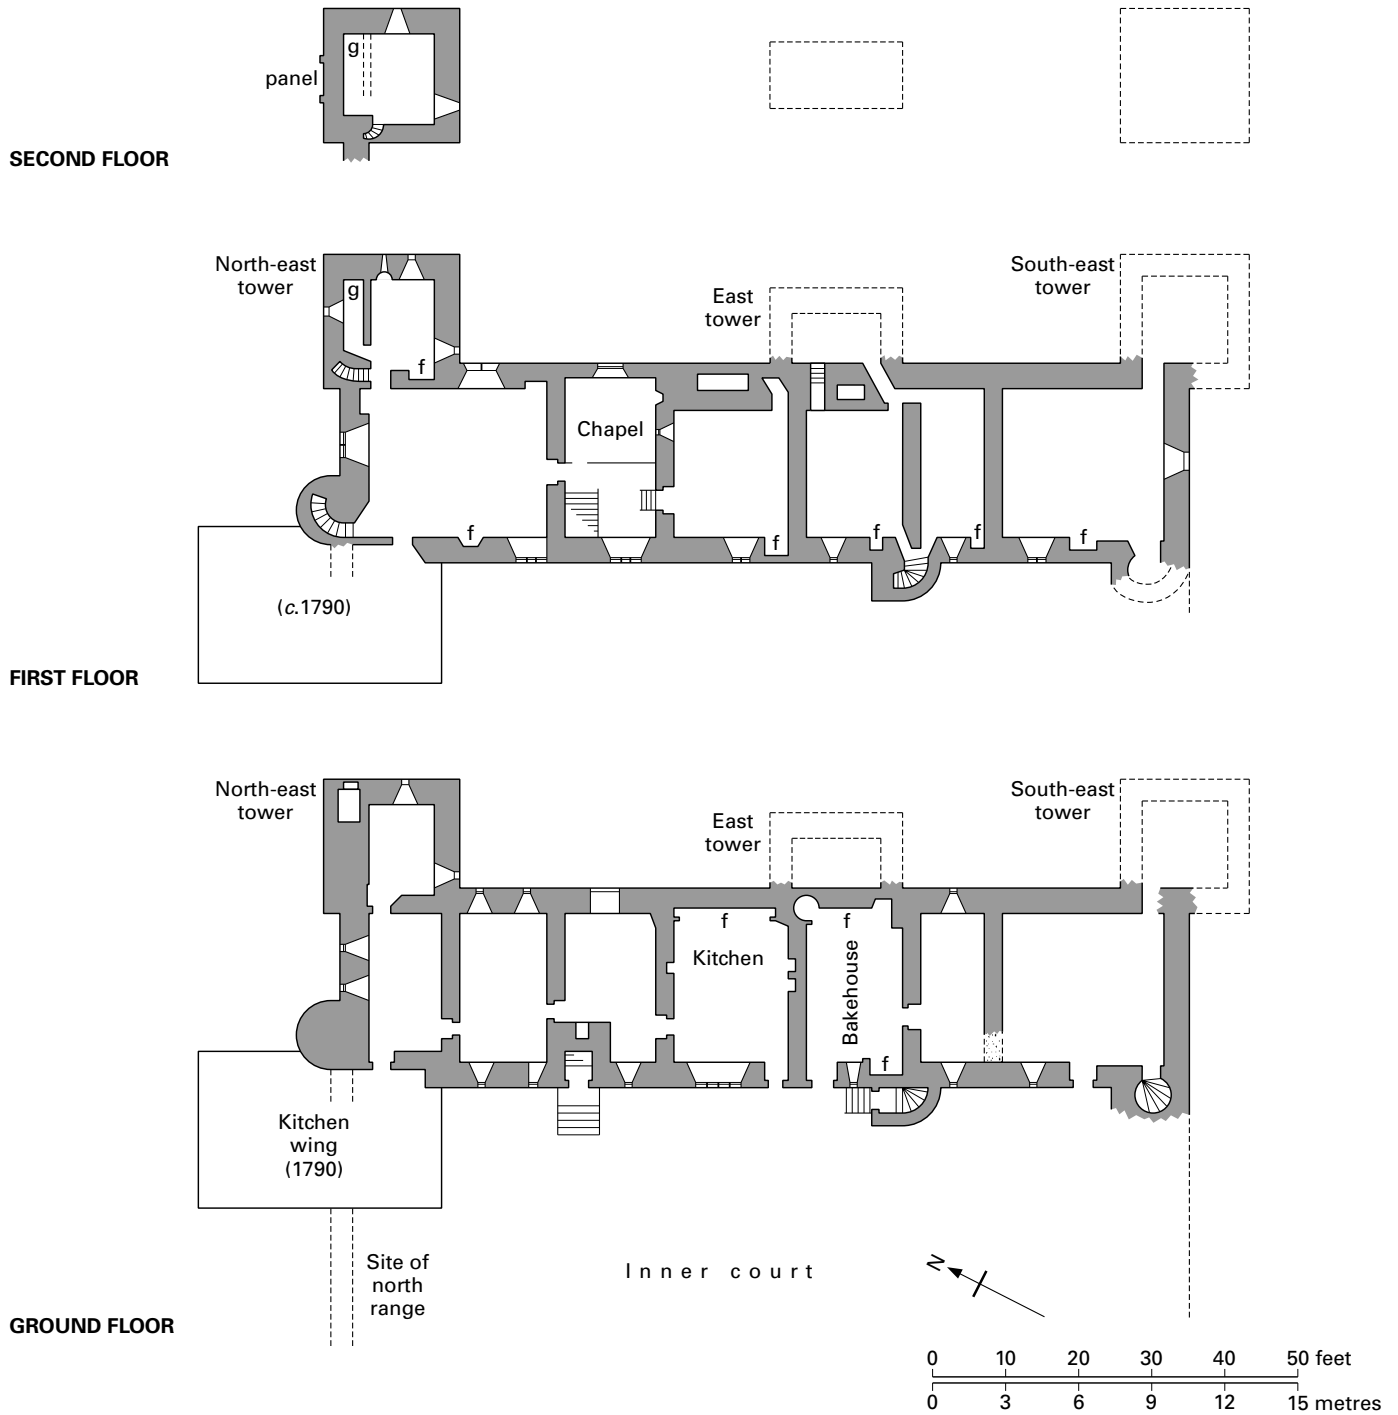 g
panel
SECOND FLOOR
North-east
tower
g
f
East
tower
South-east
tower
Chapel
f
f
f
f
f
(c.1790)
FIRST FLOOR
North-east
tower
East
tower
South-east
tower
f
f
Kitchen
Bakehouse
f
Kitchen
wing
(1790)
Site of
north
range
Inner court
N
GROUND FLOOR
0 10 20 30 40 50 feet
0 3 6 9 12 15 metres